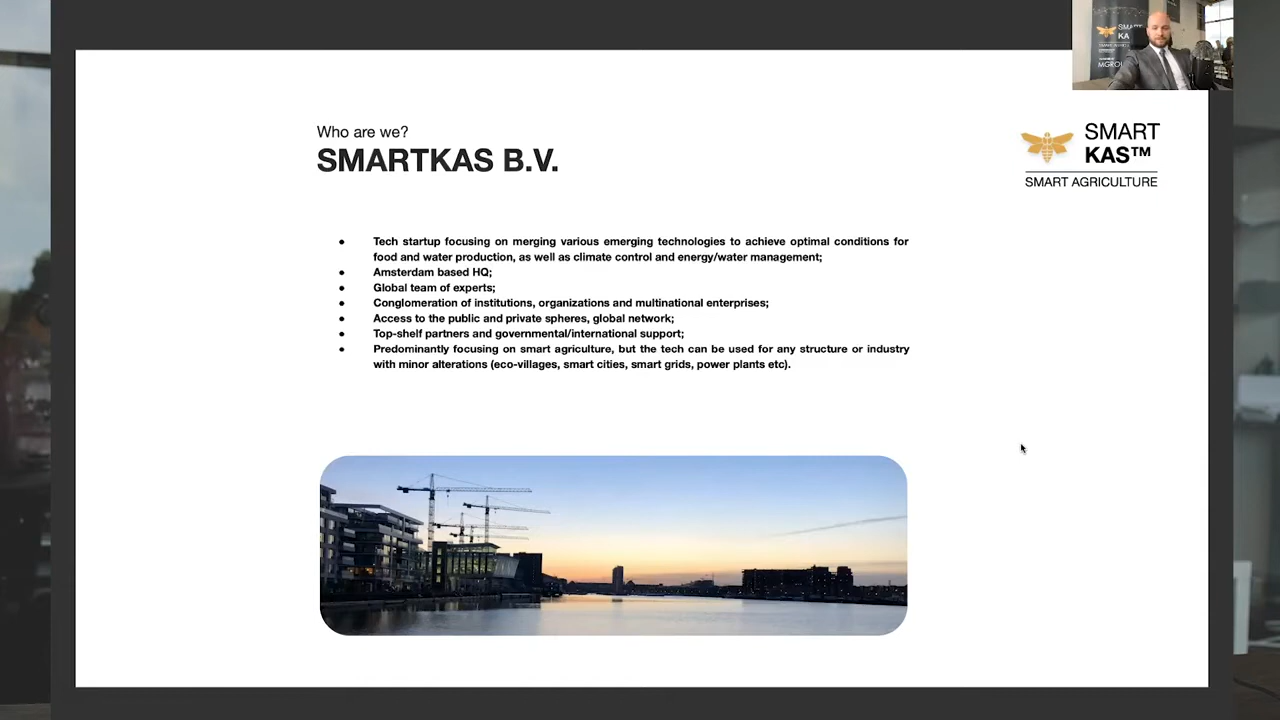 SMART
KA
MGRO
Who are we?
SMARTKAS B.V.
SMART
KAS™
SMART AGRICULTURE
• Tech startup focusing on merging various emerging technologies to achieve optimal conditions for
food and water production, as well as climate control and energy/water management;
• Amsterdam based HQ;
• Global team of experts;
• Conglomeration of institutions, organizations and multinational enterprises;
• Access to the public and private spheres, global network;
• Top-shelf partners and governmental/international support;
• Predominantly focusing on smart agriculture, but the tech can be used for any structure or industry
with minor alterations (eco-villages, smart cities, smart grids, power plants etc).